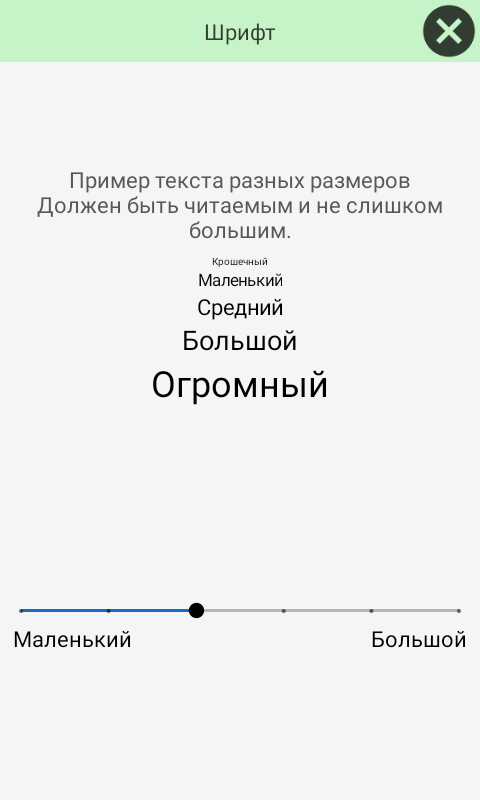 Шрифт
Пример текста разных размеров
Должен быть читаемым и не слишком
большим.
Крошечный
Маленький
Средний
Большой
Огромный
Маленький Большой